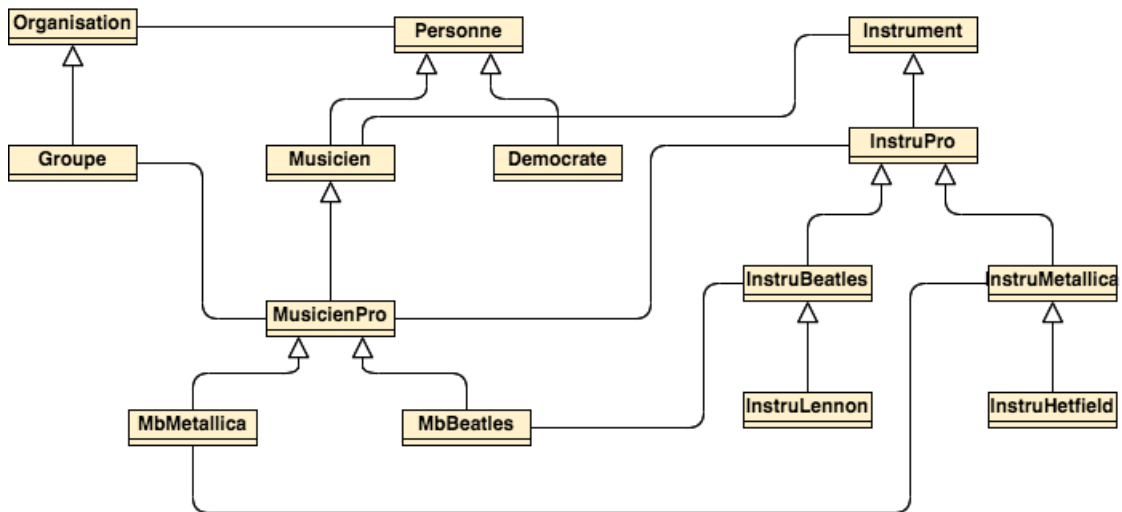 Organisation
Personne
Instrument
Groupe
Musicien
Democrate
InstruPro
InstruBeatles
InstruMetallica
MusicienPro
MbMetallica
MbBeatles
InstruLennon
InstruHetfield